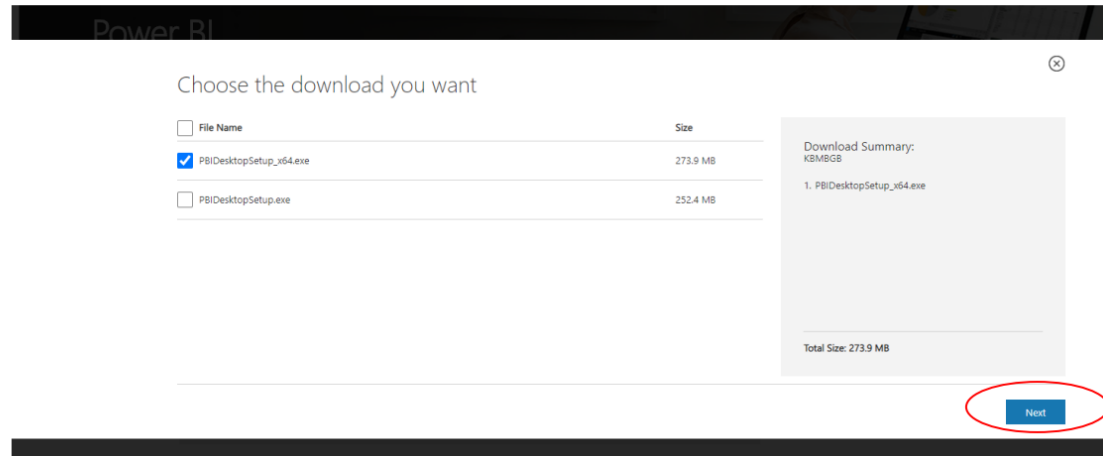 Power BI
Choose the download you want
File Name Size
PBIDesktopSetup_x64.exe 273.9 MB
PBIDesktopSetup.exe 252.4 MB
Download Summary:
KBMBGB
1. PBIDesktopSetup_x64.exe
Total Size: 273.9 MB
Next